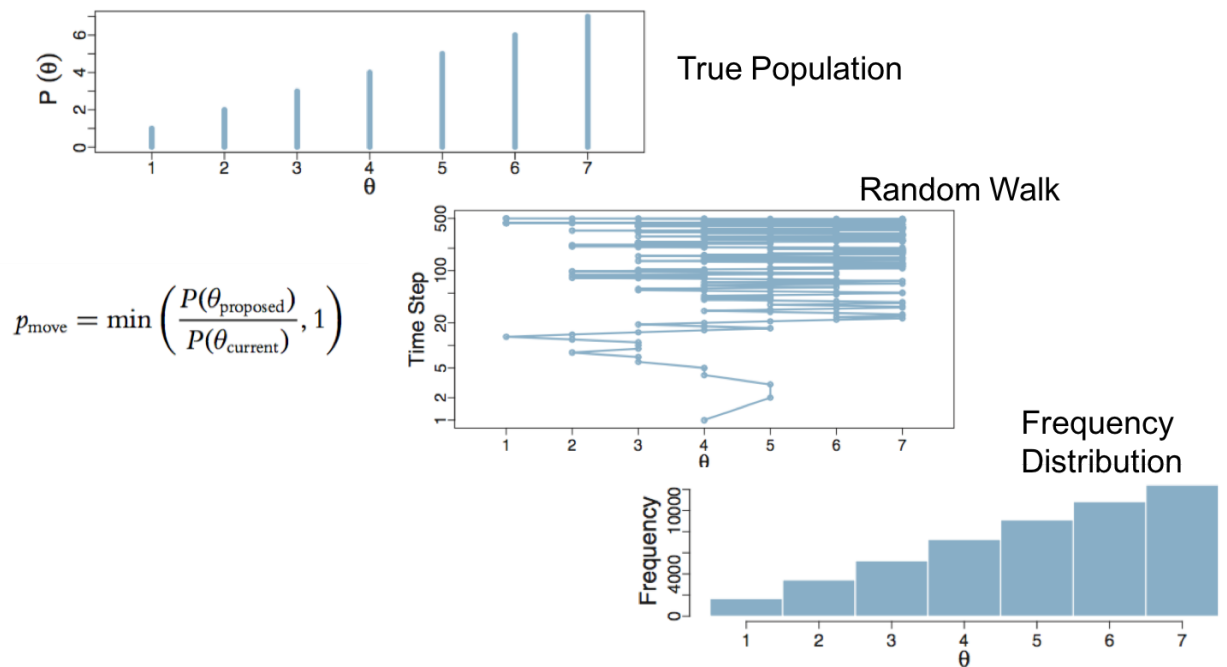 True Population
P (θ)
0 2 4 6
1 2 3 4 5 6 7
θ
Random Walk
p_move = min ( P(θ_proposed) / P(θ_current) , 1 )
Time Step
1 2 5 20 100 500
1 2 3 4 5 6 7
θ
Frequency
Distribution
Frequency
0 4000 10000
1 2 3 4 5 6 7
θ